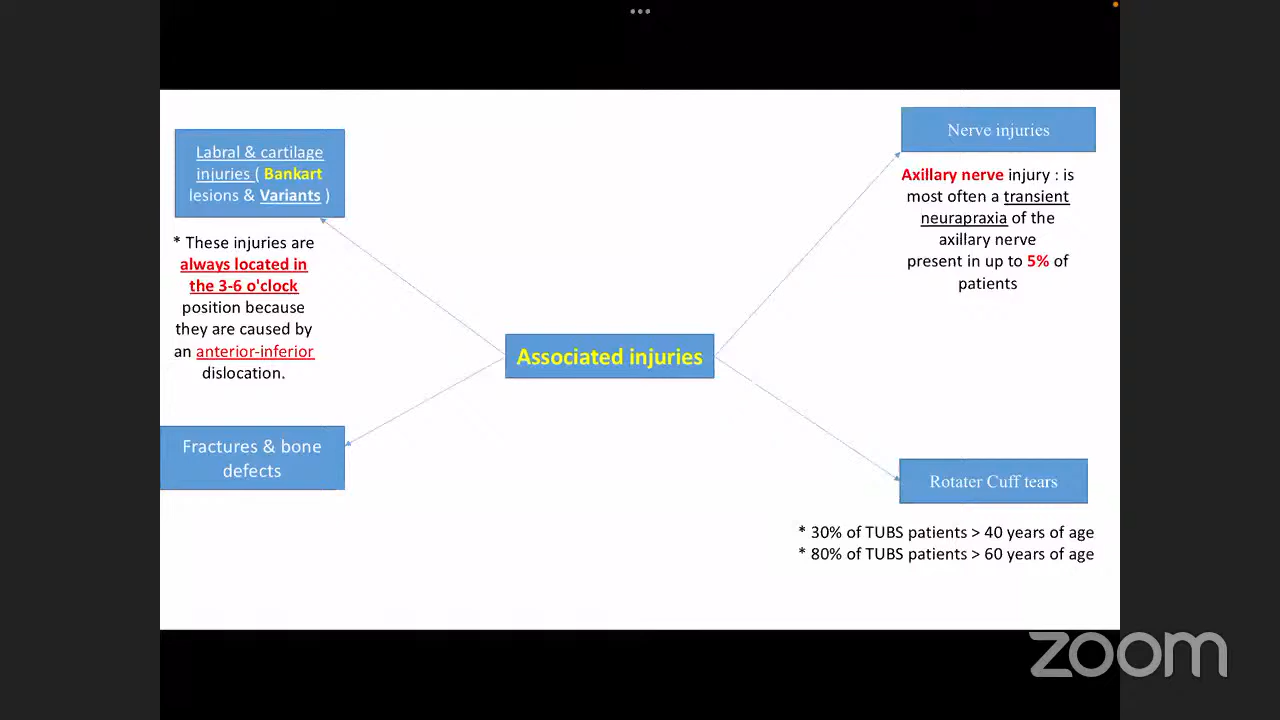 Labral & cartilage
injuries ( Bankart
lesions & Variants )
* These injuries are
always located in
the 3-6 o'clock
position because
they are caused by
an anterior-inferior
dislocation.
Fractures & bone
defects
Associated injuries
Nerve injuries
Axillary nerve injury : is
most often a transient
neurapraxia of the
axillary nerve
present in up to 5% of
patients
Rotater Cuff tears
* 30% of TUBS patients > 40 years of age
* 80% of TUBS patients > 60 years of age
zoom